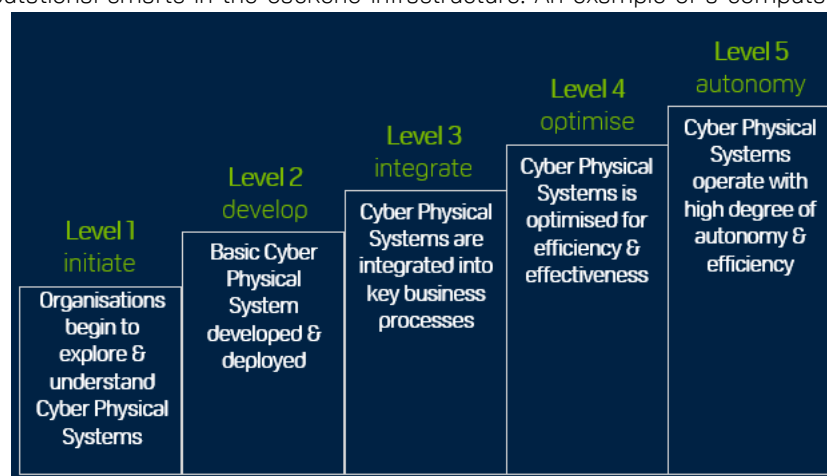 Level 1
initiate
Organisations
begin to
explore &
understand
Cyber Physical
Systems
Level 2
develop
Basic Cyber
Physical
System
developed &
deployed
Level 3
integrate
Cyber Physical
Systems are
integrated into
key business
processes
Level 4
optimise
Cyber Physical
Systems is
optimised for
efficiency &
effectiveness
Level 5
autonomy
Cyber Physical
Systems
operate with
high degree of
autonomy &
efficiency